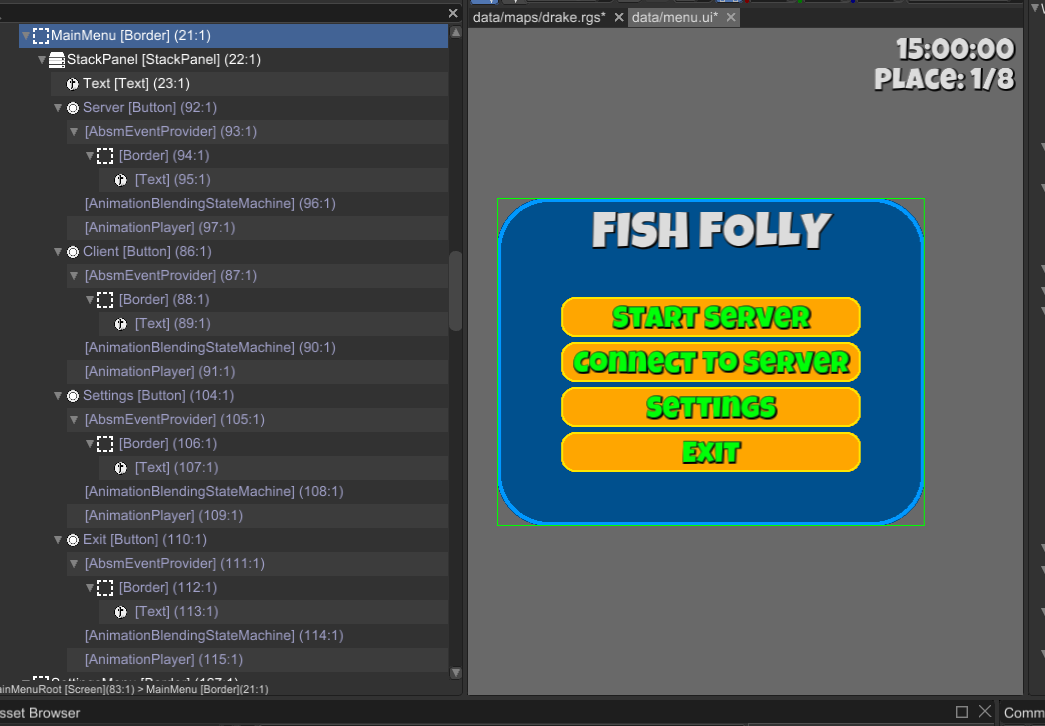 data/maps/drake.rgs*
data/menu.ui*
MainMenu [Border] (21:1)
StackPanel [StackPanel] (22:1)
Text [Text] (23:1)
Server [Button] (92:1)
[AbsmEventProvider] (93:1)
[Border] (94:1)
[Text] (95:1)
[AnimationBlendingStateMachine] (96:1)
[AnimationPlayer] (97:1)
Client [Button] (86:1)
[AbsmEventProvider] (87:1)
[Border] (88:1)
[Text] (89:1)
[AnimationBlendingStateMachine] (90:1)
[AnimationPlayer] (91:1)
Settings [Button] (104:1)
[AbsmEventProvider] (105:1)
[Border] (106:1)
[Text] (107:1)
[AnimationBlendingStateMachine] (108:1)
[AnimationPlayer] (109:1)
Exit [Button] (110:1)
[AbsmEventProvider] (111:1)
[Border] (112:1)
[Text] (113:1)
[AnimationBlendingStateMachine] (114:1)
[AnimationPlayer] (115:1)
ainMenuRoot [Screen](83:1) > MainMenu [Border](21:1)
15:00:00
PLACE: 1/8
FISH FOLLY
START SERVER
CONNECT TO SERVER
SETTINGS
EXIT
sset Browser
Comm